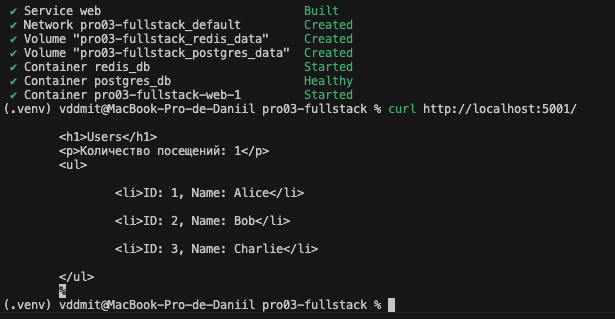 ✔ Service web Built
✔ Network pro03-fullstack_default Created
✔ Volume "pro03-fullstack_redis_data" Created
✔ Volume "pro03-fullstack_postgres_data" Created
✔ Container redis_db Started
✔ Container postgres_db Healthy
✔ Container pro03-fullstack-web-1 Started
(.venv) vddmit@MacBook-Pro-de-Daniil pro03-fullstack % curl http://localhost:5001/
<h1>Users</h1>
<p>Количество посещений: 1</p>
<ul>
<li>ID: 1, Name: Alice</li>
<li>ID: 2, Name: Bob</li>
<li>ID: 3, Name: Charlie</li>
</ul>
%
(.venv) vddmit@MacBook-Pro-de-Daniil pro03-fullstack %